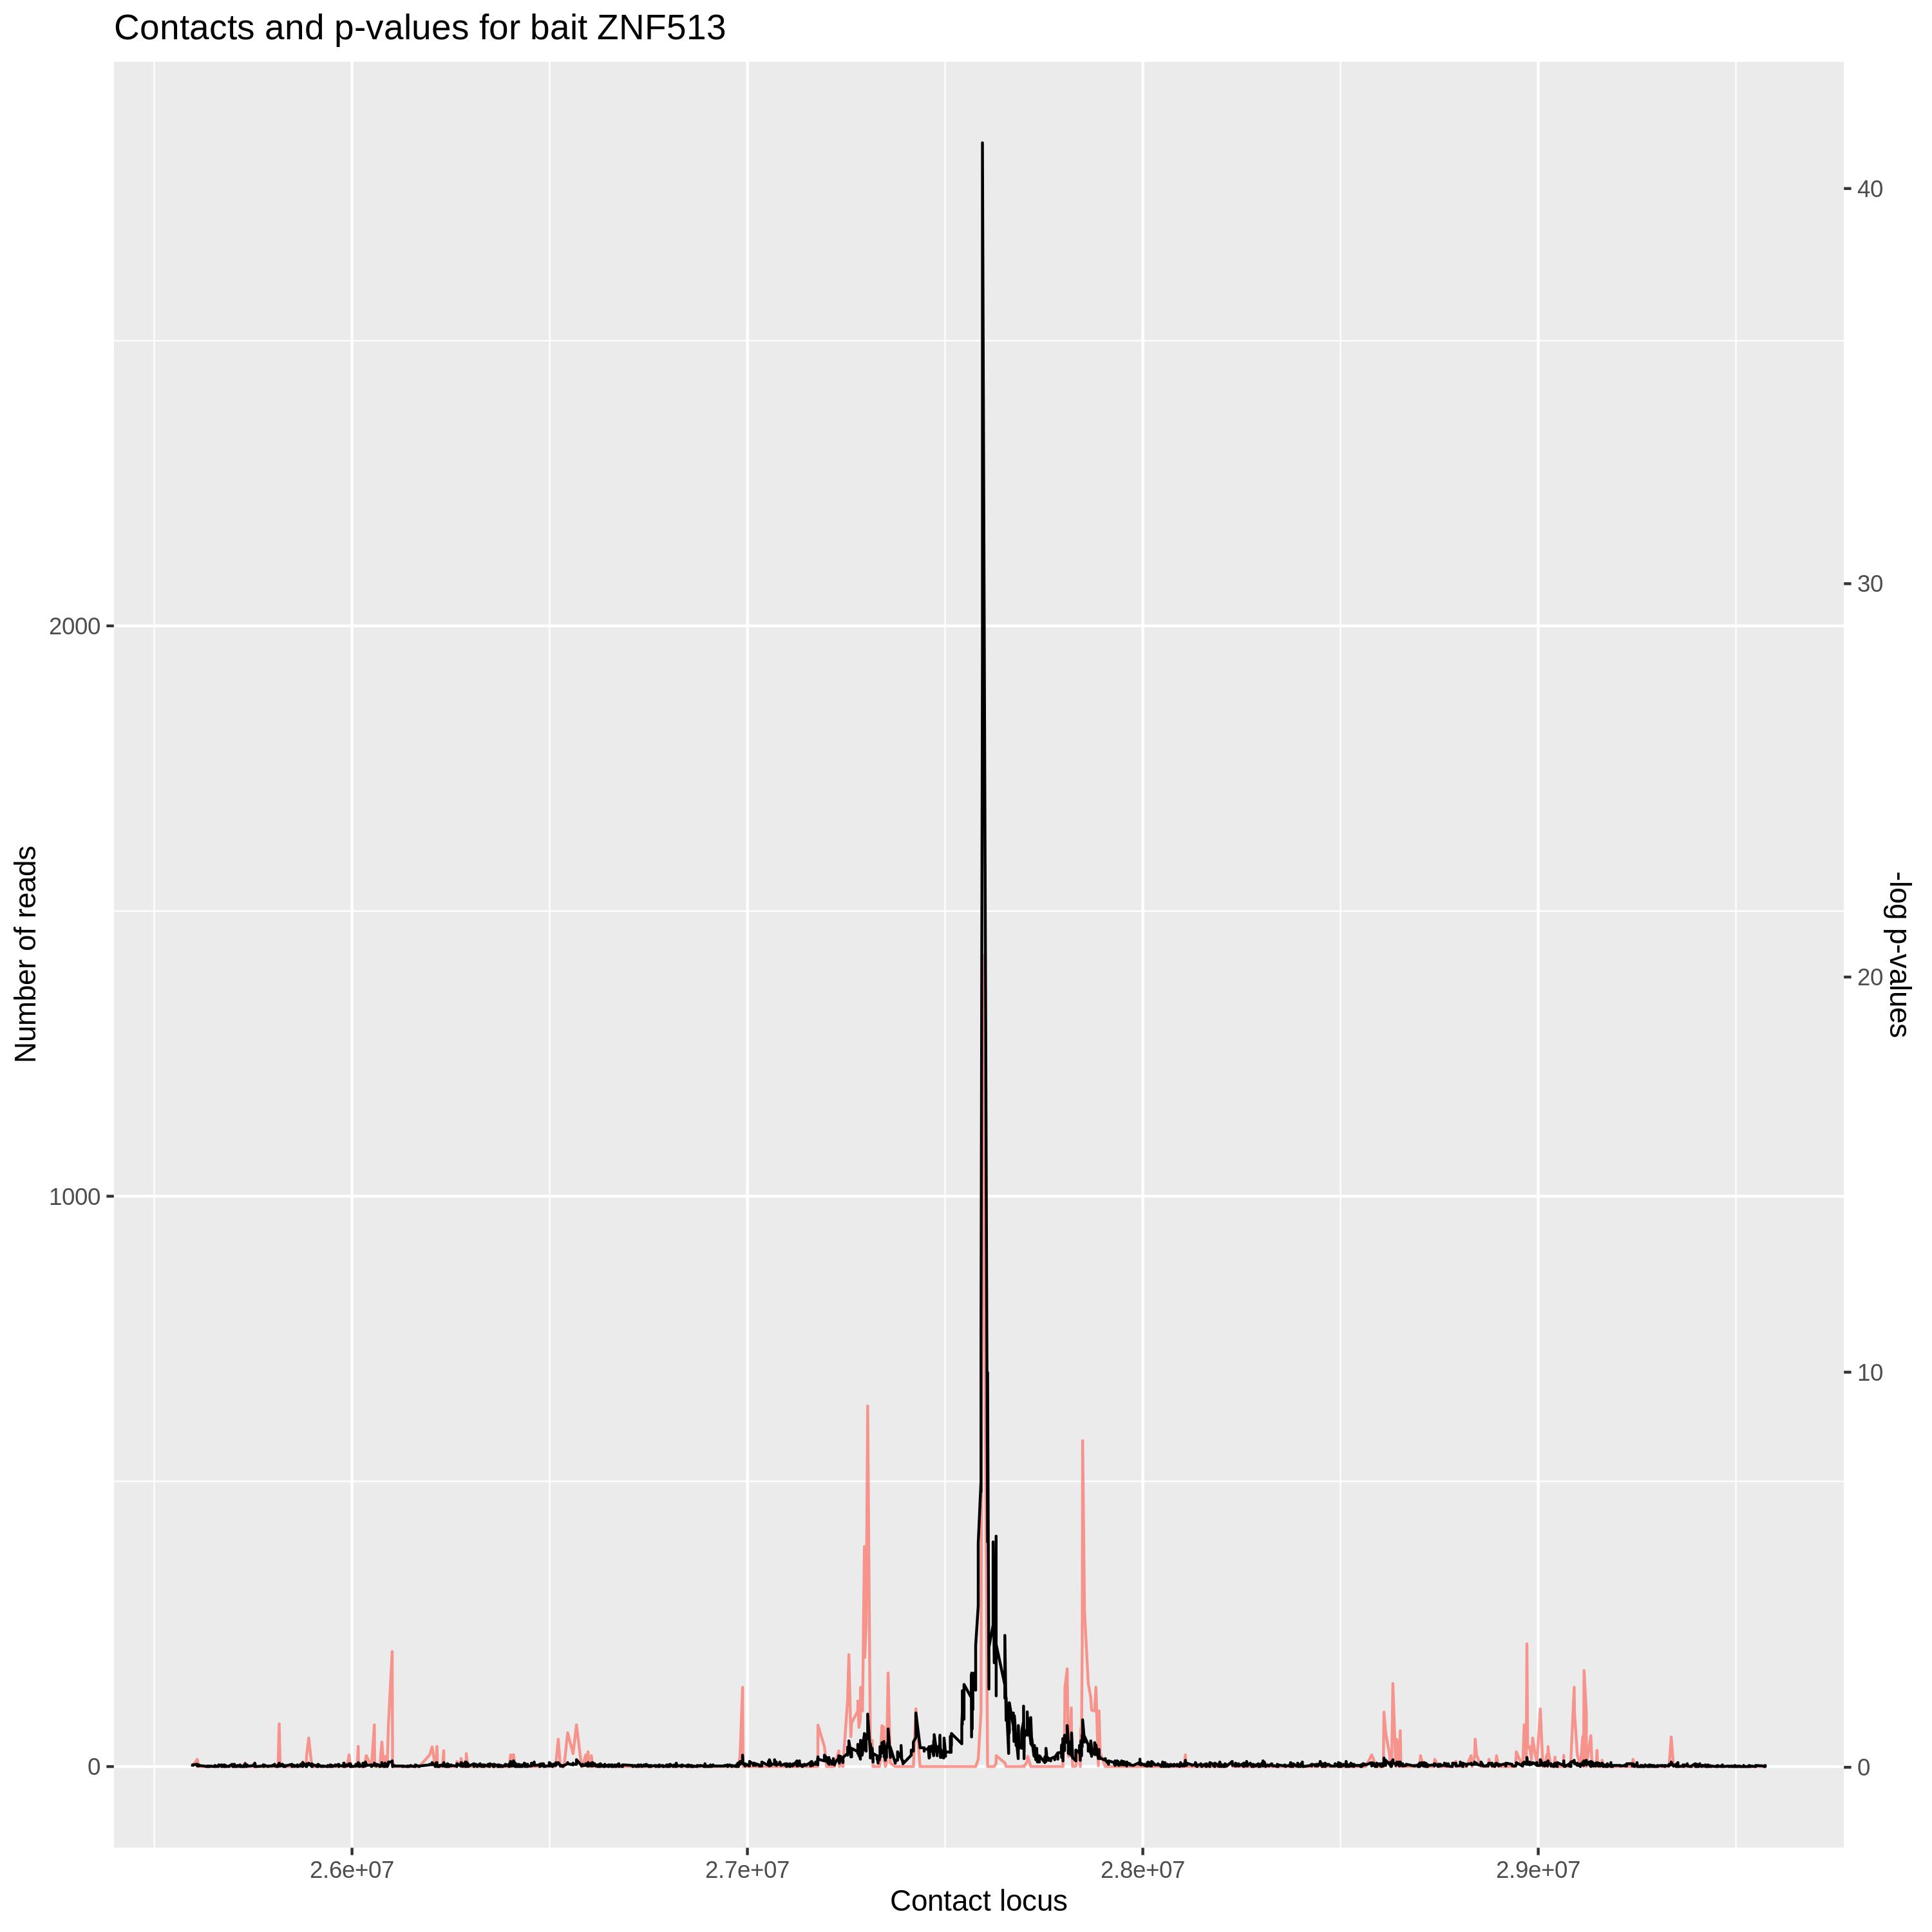 Contacts and p-values for bait ZNF513
Number of reads
2000
1000
0
40
30
20
10
0
-log p-values
2.6e+07
2.7e+07
2.8e+07
2.9e+07
Contact locus